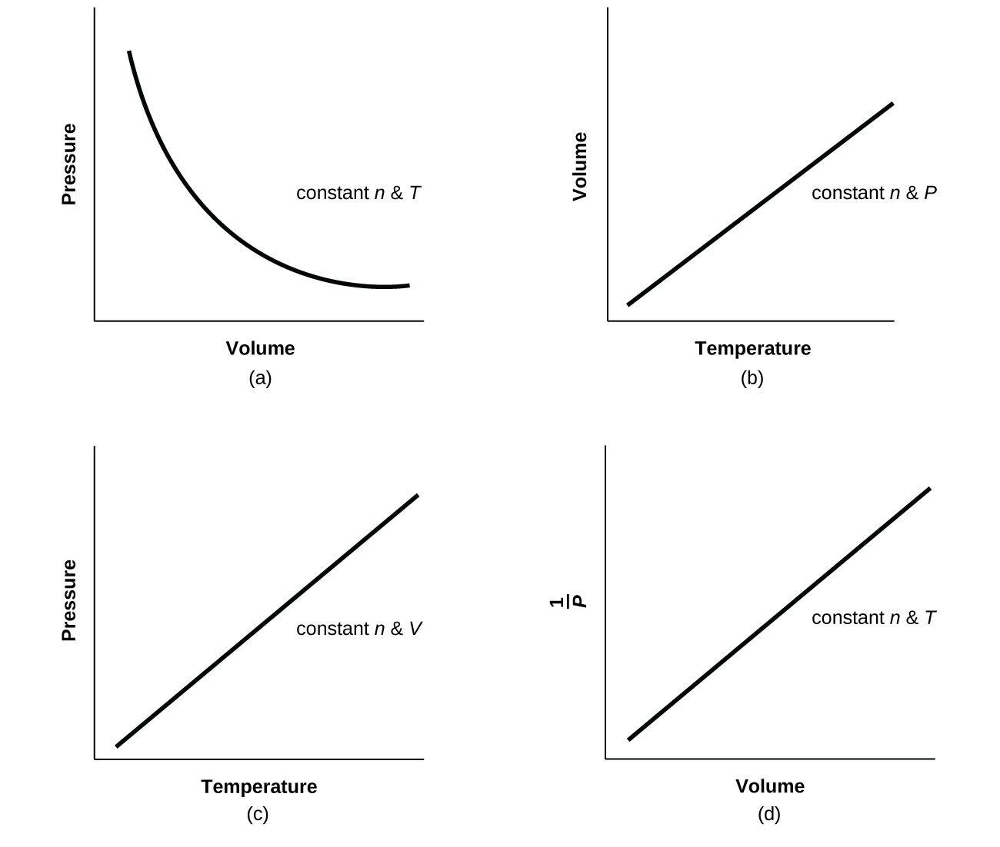 Pressure
constant n & T
Volume
(a)
Volume
constant n & P
Temperature
(b)
Pressure
constant n & V
Temperature
(c)
1
P
constant n & T
Volume
(d)